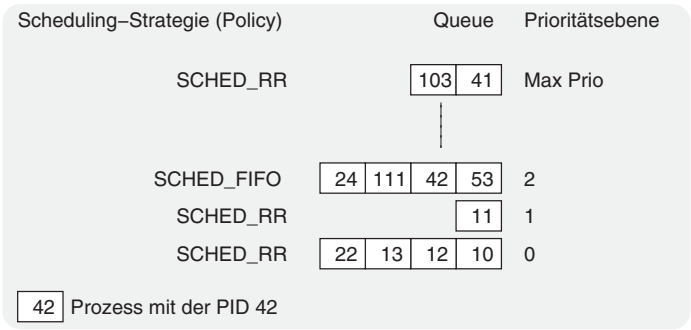 Scheduling–Strategie (Policy) Queue Prioritätsebene
SCHED_RR 103 41 Max Prio
SCHED_FIFO 24 111 42 53 2
SCHED_RR 11 1
SCHED_RR 22 13 12 10 0
42 Prozess mit der PID 42